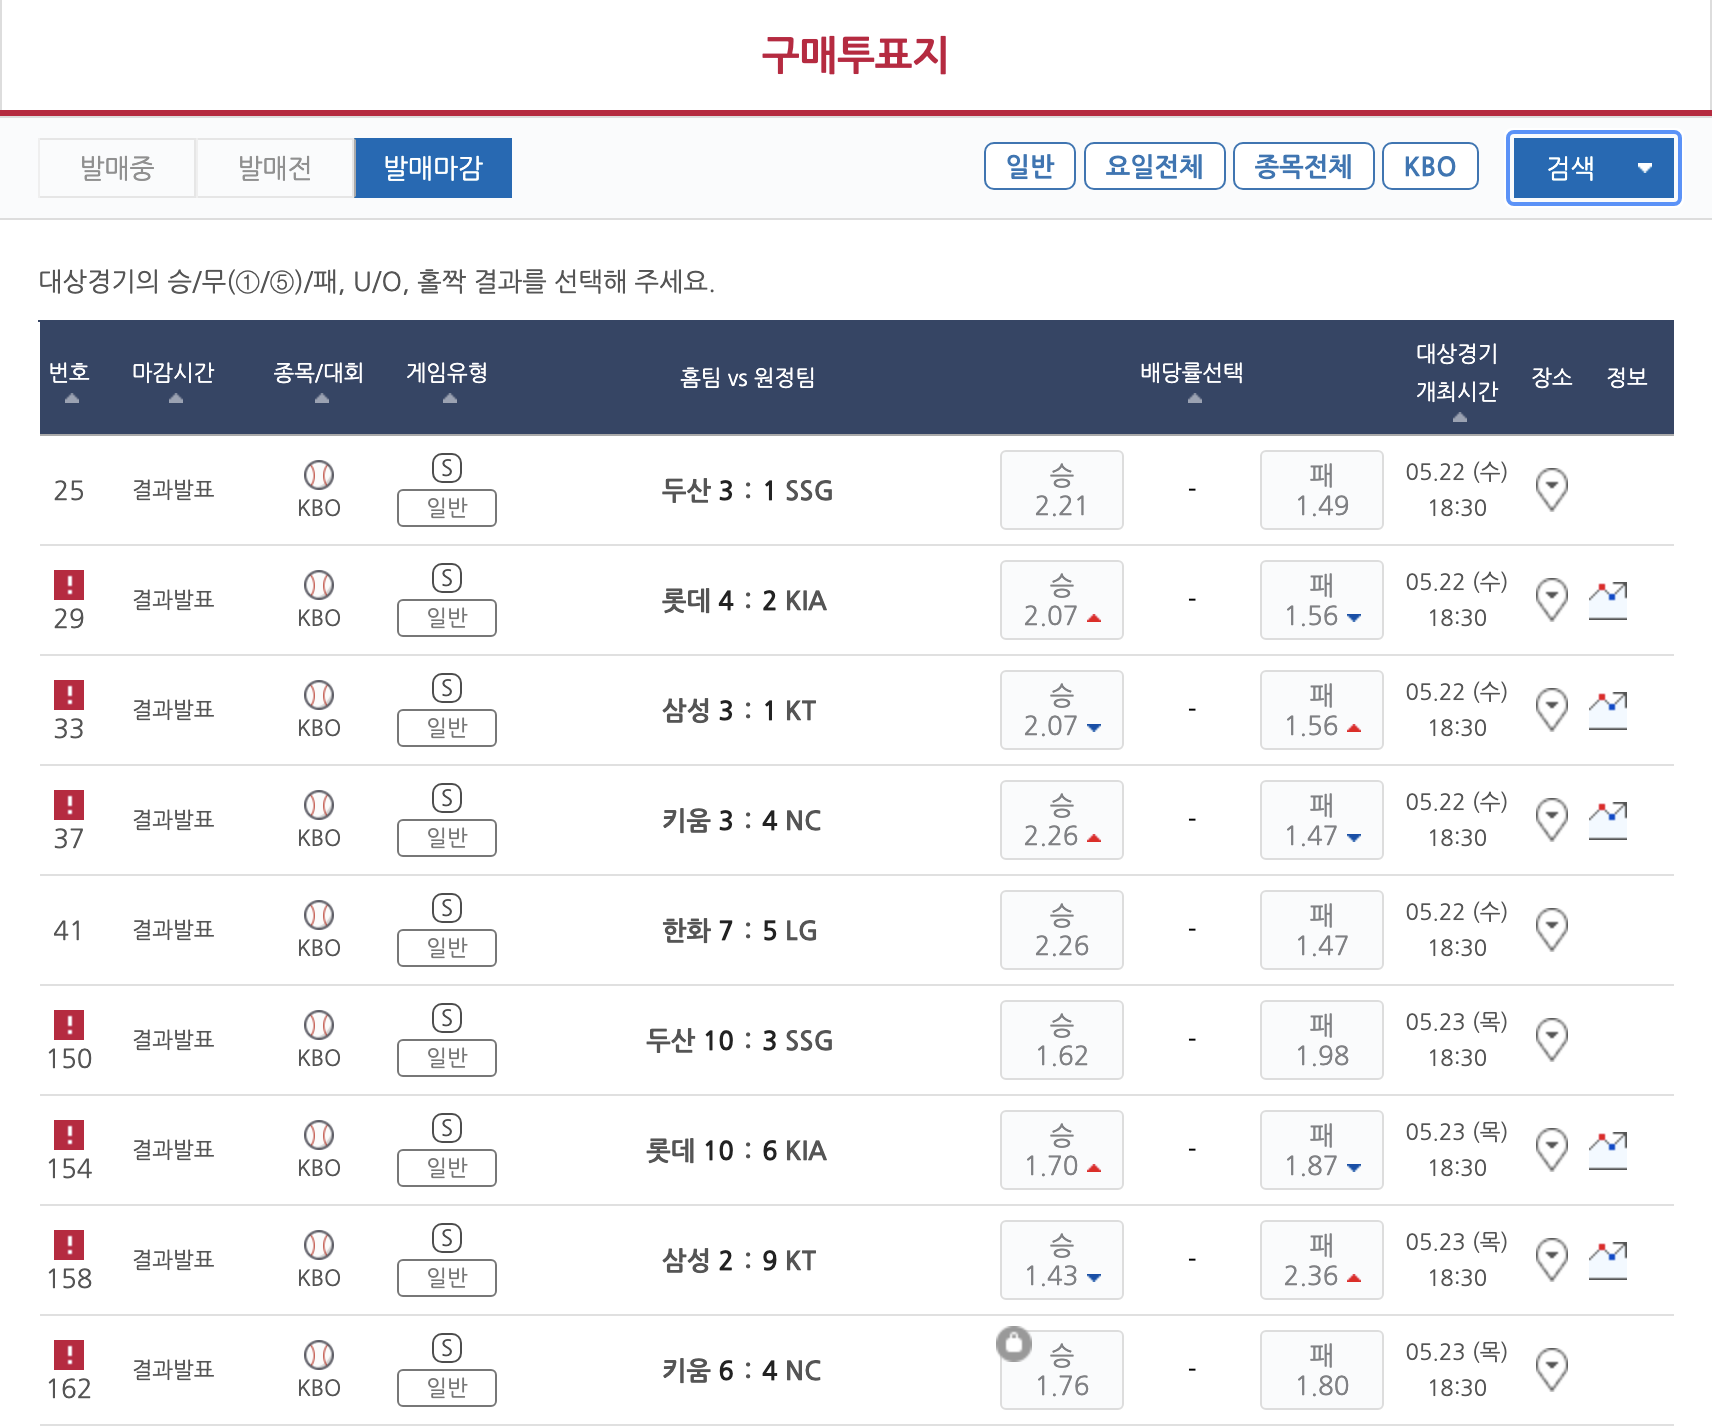 구매투표지
발매중 발매전 발매마감 일반 요일전체 종목전체 KBO 검색
대상경기의 승/무(①/⑤)/패, U/O, 홀짝 결과를 선택해 주세요.
번호 마감시간 종목/대회 게임유형 홈팀 vs 원정팀 배당률선택 대상경기 개최시간 장소 정보
25 결과발표 KBO S 일반 두산 3 : 1 SSG 승 2.21 - 패 1.49 05.22 (수) 18:30
29 결과발표 KBO S 일반 롯데 4 : 2 KIA 승 2.07 - 패 1.56 05.22 (수) 18:30
33 결과발표 KBO S 일반 삼성 3 : 1 KT 승 2.07 - 패 1.56 05.22 (수) 18:30
37 결과발표 KBO S 일반 키움 3 : 4 NC 승 2.26 - 패 1.47 05.22 (수) 18:30
41 결과발표 KBO S 일반 한화 7 : 5 LG 승 2.26 - 패 1.47 05.22 (수) 18:30
150 결과발표 KBO S 일반 두산 10 : 3 SSG 승 1.62 - 패 1.98 05.23 (목) 18:30
154 결과발표 KBO S 일반 롯데 10 : 6 KIA 승 1.70 - 패 1.87 05.23 (목) 18:30
158 결과발표 KBO S 일반 삼성 2 : 9 KT 승 1.43 - 패 2.36 05.23 (목) 18:30
162 결과발표 KBO S 일반 키움 6 : 4 NC 승 1.76 - 패 1.80 05.23 (목) 18:30